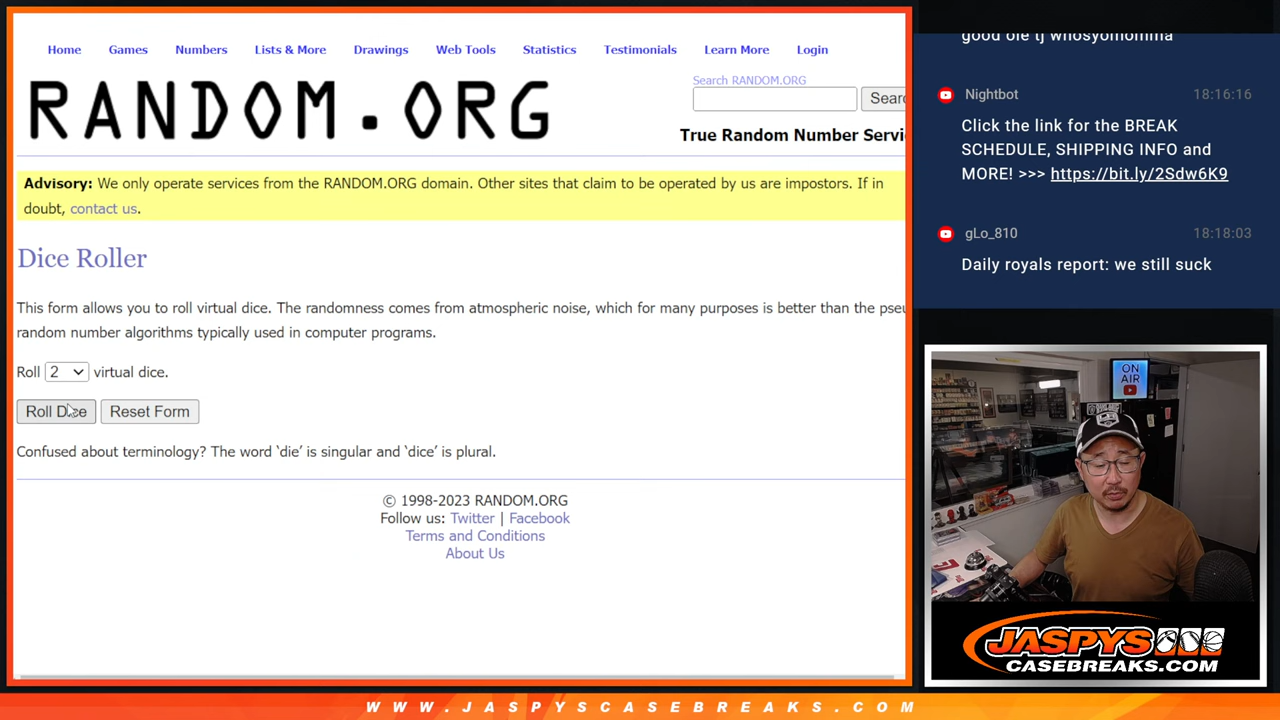 Home Games Numbers Lists & More Drawings Web Tools Statistics Testimonials Learn More Login
RANDOM.ORG
Search RANDOM.ORG
Searc
True Random Number Servi
Advisory: We only operate services from the RANDOM.ORG domain. Other sites that claim to be operated by us are impostors. If in
doubt, contact us.
Dice Roller
This form allows you to roll virtual dice. The randomness comes from atmospheric noise, which for many purposes is better than the pseu
random number algorithms typically used in computer programs.
Roll 2 virtual dice.
Roll Dice Reset Form
Confused about terminology? The word ‘die’ is singular and ‘dice’ is plural.
© 1998-2023 RANDOM.ORG
Follow us: Twitter | Facebook
Terms and Conditions
About Us
good ole tj whosyomomma
Nightbot 18:16:16
Click the link for the BREAK
SCHEDULE, SHIPPING INFO and
MORE! >>> https://bit.ly/2Sdw6K9
gLo_810 18:18:03
Daily royals report: we still suck
ON
AIR
JASPYS
CASEBREAKS.COM
WWW.JASPYSCASEBREAKS.COM